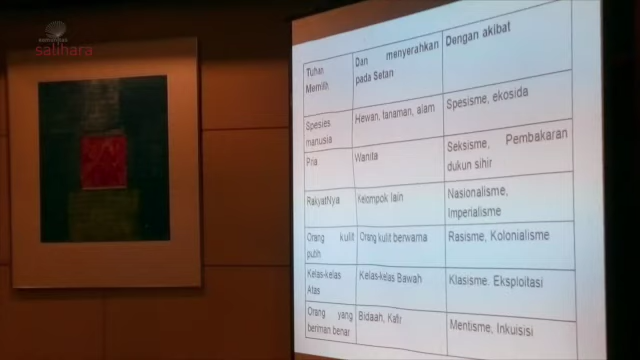 komunitas
salihara
Tuhan Dan menyerahkan Dengan akibat
Memilih pada Setan
Spesies Hewan, tanaman, alam Spesisme, ekosida
manusia
Pria Wanita Seksisme, Pembakaran
dukun sihir
RakyatNya Kelompok lain Nasionalisme,
Imperialisme
Orang kulit Orang kulit berwarna Rasisme, Kolonialisme
putih
Kelas-kelas Kelas-kelas Bawah Klasisme. Eksploitasi
Atas
Orang yang Bidaah, Kafir Mentisme, Inkuisisi
beriman benar